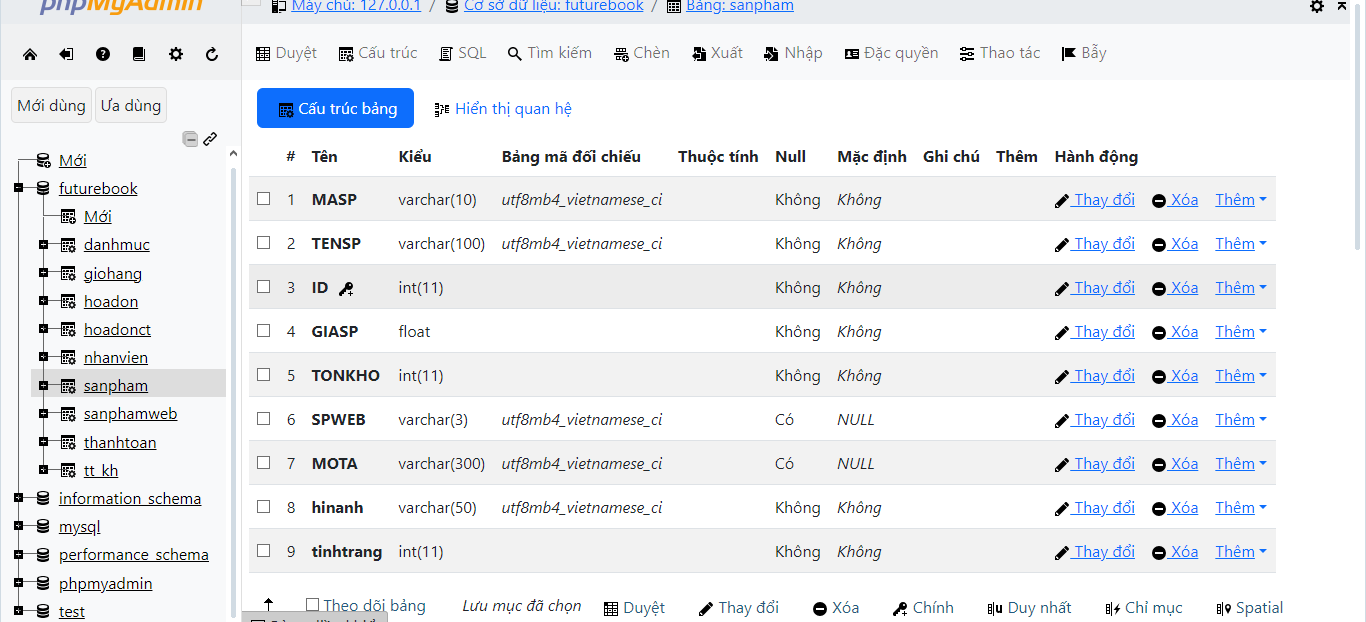 phpMyAdmin
Máy chủ: 127.0.0.1 / Cơ sở dữ liệu: futurebook / Bảng: sanpham
Duyệt Cấu trúc SQL Tìm kiếm Chèn Xuất Nhập Đặc quyền Thao tác Bẫy
Mới dùng Ưa dùng
Mới
futurebook
Mới
danhmuc
giohang
hoadon
hoadonct
nhanvien
sanpham
sanphamweb
thanhtoan
tt_kh
information_schema
mysql
performance_schema
phpmyadmin
test
Cấu trúc bảng Hiển thị quan hệ
# Tên Kiểu Bảng mã đối chiếu Thuộc tính Null Mặc định Ghi chú Thêm Hành động
1 MASP varchar(10) utf8mb4_vietnamese_ci Không Không Thay đổi Xóa Thêm
2 TENSP varchar(100) utf8mb4_vietnamese_ci Không Không Thay đổi Xóa Thêm
3 ID int(11) Không Không Thay đổi Xóa Thêm
4 GIASP float Không Không Thay đổi Xóa Thêm
5 TONKHO int(11) Không Không Thay đổi Xóa Thêm
6 SPWEB varchar(3) utf8mb4_vietnamese_ci Có NULL Thay đổi Xóa Thêm
7 MOTA varchar(300) utf8mb4_vietnamese_ci Có NULL Thay đổi Xóa Thêm
8 hinanh varchar(50) utf8mb4_vietnamese_ci Không Không Thay đổi Xóa Thêm
9 tinhtrang int(11) Không Không Thay đổi Xóa Thêm
Theo dõi bảng Lưu mục đã chọn Duyệt Thay đổi Xóa Chính Duy nhất Chỉ mục Spatial